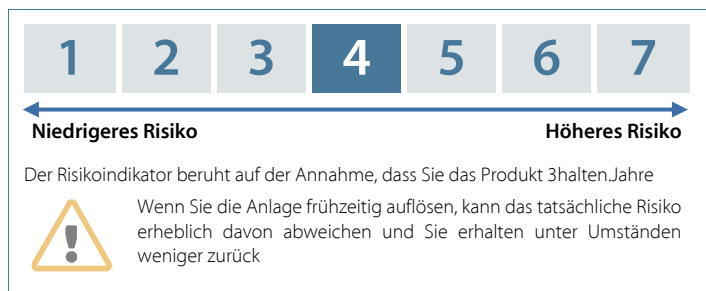 1 2 3 4 5 6 7
Niedrigeres Risiko Höheres Risiko
Der Risikoindikator beruht auf der Annahme, dass Sie das Produkt 3halten.Jahre
Wenn Sie die Anlage frühzeitig auflösen, kann das tatsächliche Risiko
erheblich davon abweichen und Sie erhalten unter Umständen
weniger zurück